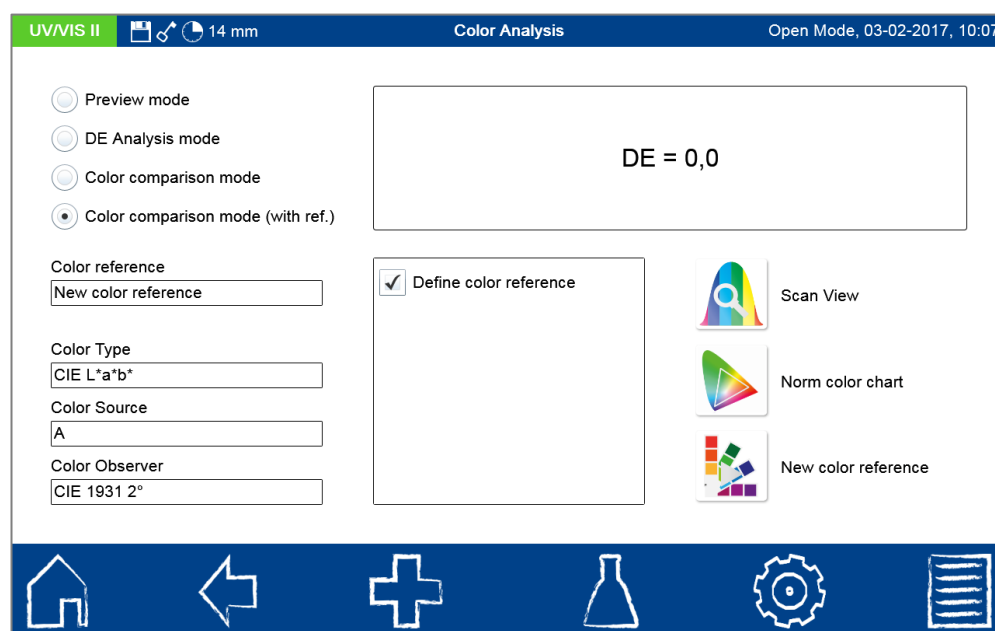 UV/VIS II 14 mm Color Analysis Open Mode, 03-02-2017, 10:07
Preview mode
DE Analysis mode
Color comparison mode
Color comparison mode (with ref.)
DE = 0,0
Color reference
New color reference
Color Type
CIE L*a*b*
Color Source
A
Color Observer
CIE 1931 2°
Define color reference
Scan View
Norm color chart
New color reference